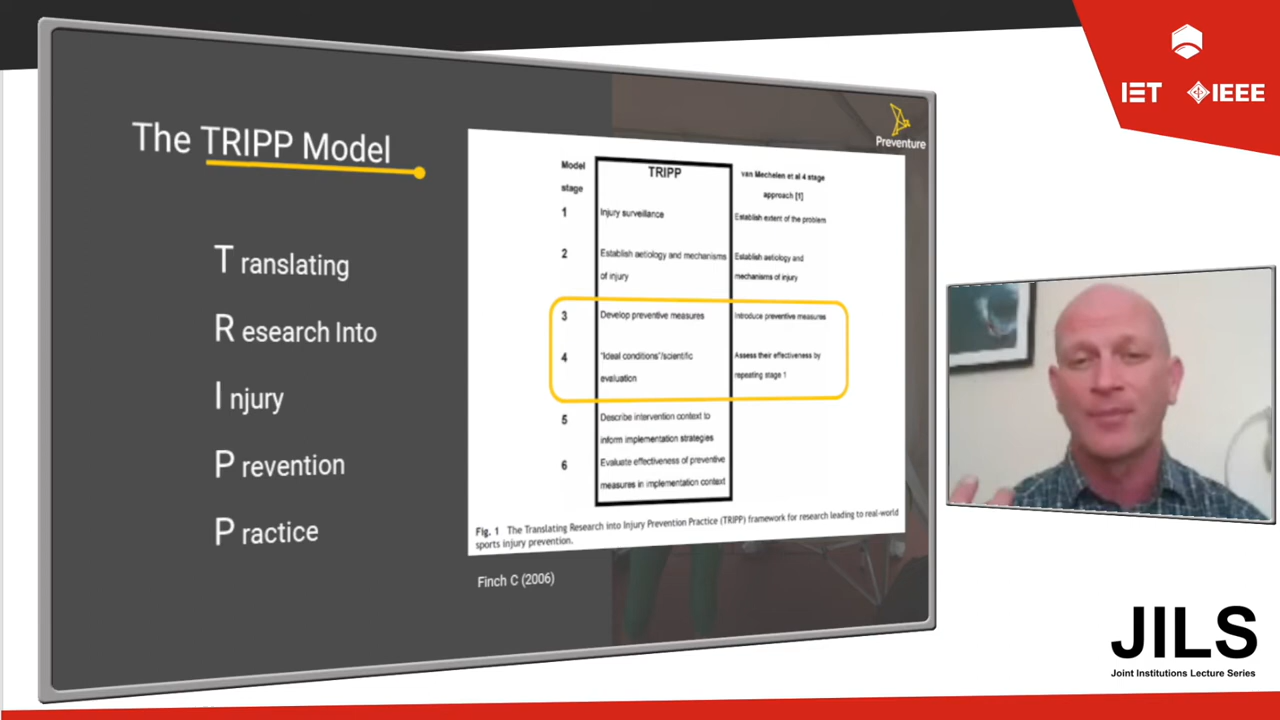 IET IEEE
Preventure
The TRIPP Model
T ranslating
R esearch Into
I njury
P revention
P ractice
Model stage
TRIPP
van Mechelen et al 4 stage
approach [1]
1 Injury surveillance Establish extent of the problem
2 Establish aetiology and mechanisms Establish aetiology and
of injury mechanisms of injury
3 Develop preventive measures Introduce preventive measures
4 "Ideal conditions"/scientific Assess their effectiveness by
evaluation repeating stage 1
5 Describe intervention context to
inform implementation strategies
6 Evaluate effectiveness of preventive
measures in implementation context
Fig. 1 The Translating Research into Injury Prevention Practice (TRIPP) framework for research leading to real-world
sports injury prevention.
Finch C (2006)
JILS
Joint Institutions Lecture Series